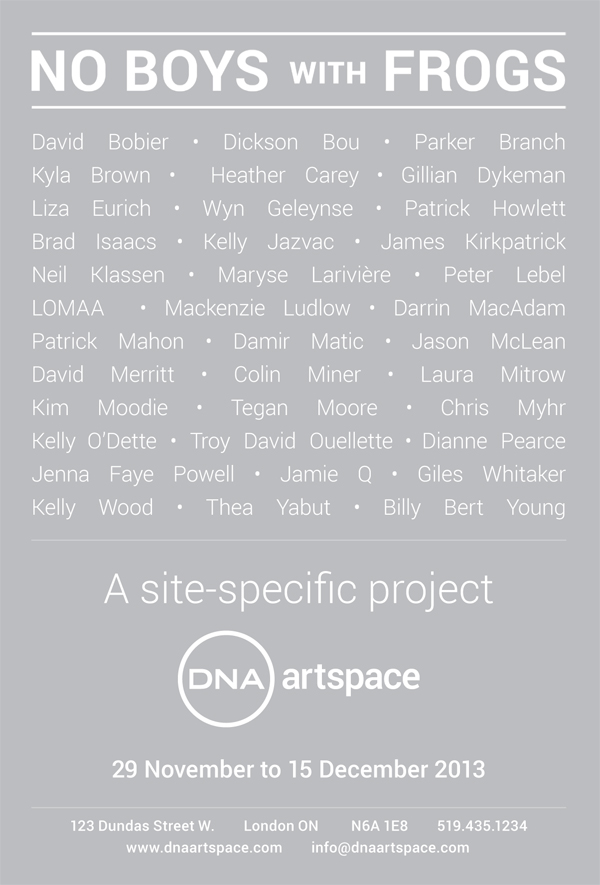 NO BOYS WITH FROGS
David Bobier • Dickson Bou • Parker Branch
Kyla Brown • Heather Carey • Gillian Dykeman
Liza Eurich • Wyn Geleynse • Patrick Howlett
Brad Isaacs • Kelly Jazvac • James Kirkpatrick
Neil Klassen • Maryse Larivière • Peter Lebel
LOMAA • Mackenzie Ludlow • Darrin MacAdam
Patrick Mahon • Damir Matic • Jason McLean
David Merritt • Colin Miner • Laura Mitrow
Kim Moodie • Tegan Moore • Chris Myhr
Kelly O’Dette • Troy David Ouellette • Dianne Pearce
Jenna Faye Powell • Jamie Q • Giles Whitaker
Kelly Wood • Thea Yabut • Billy Bert Young
A site-specific project
DNA artspace
29 November to 15 December 2013
123 Dundas Street W. London ON N6A 1E8 519.435.1234
www.dnaartspace.com info@dnaartspace.com